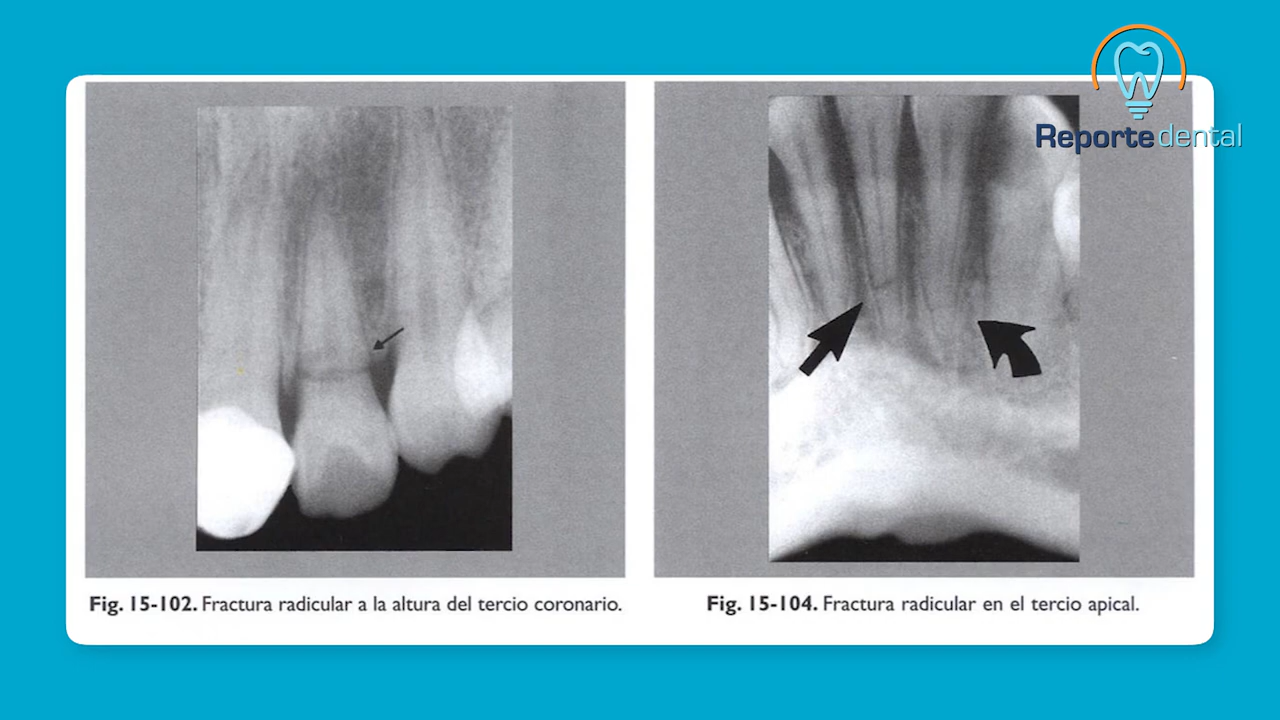 Reporte dental
Fig. 15-102. Fractura radicular a la altura del tercio coronario.
Fig. 15-104. Fractura radicular en el tercio apical.